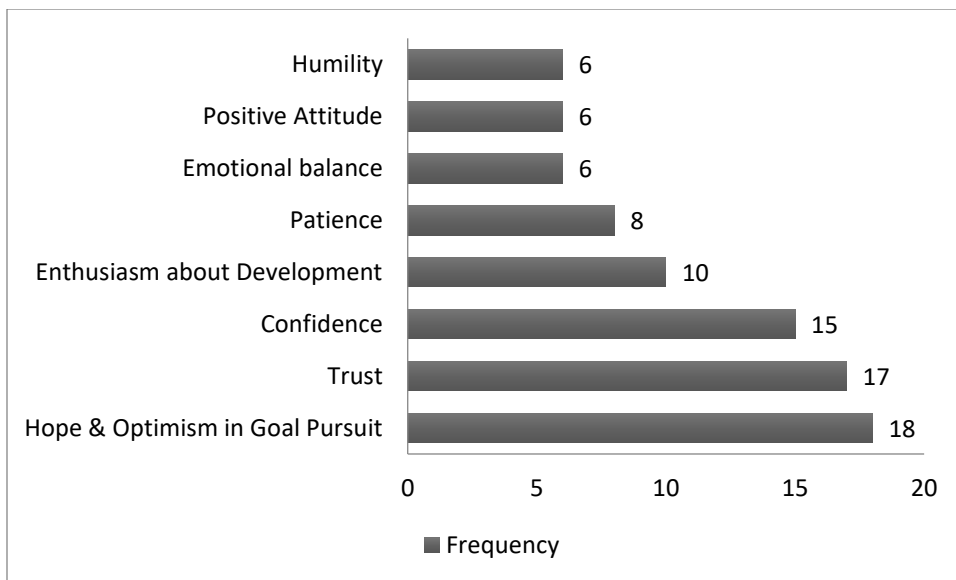 Humility 6
Positive Attitude 6
Emotional balance 6
Patience 8
Enthusiasm about Development 10
Confidence 15
Trust 17
Hope & Optimism in Goal Pursuit 18
0 5 10 15 20
Frequency